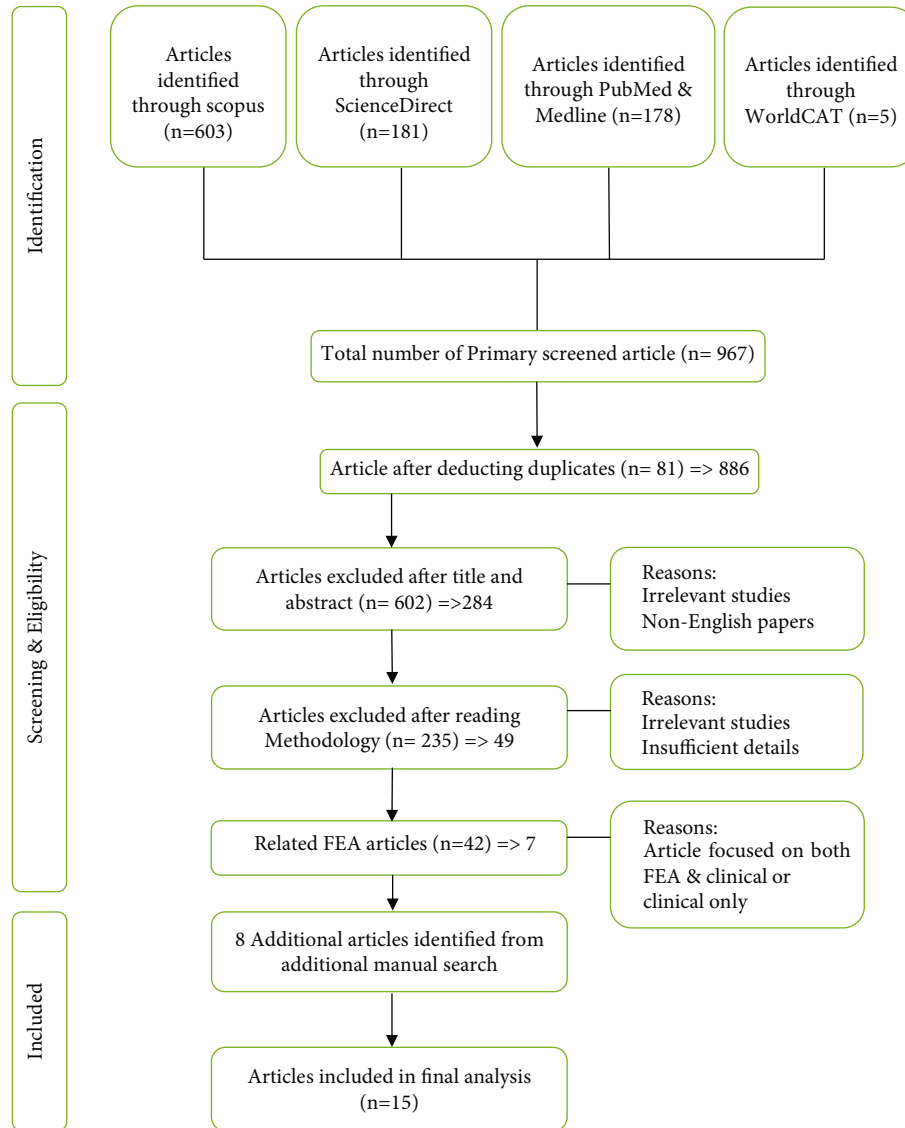 Identification
Articles
identified
through scopus
(n=603)
Articles identified
through
ScienceDirect
(n=181)
Articles identified
through PubMed &
Medline (n=178)
Articles identified
through
WorldCAT (n=5)
Total number of Primary screened article (n= 967)
Screening & Eligibility
Article after deducting duplicates (n= 81) => 886
Articles excluded after title and
abstract (n= 602) =>284
Reasons:
Irrelevant studies
Non-English papers
Articles excluded after reading
Methodology (n= 235) => 49
Reasons:
Irrelevant studies
Insufficient details
Related FEA articles (n=42) => 7
Reasons:
Article focused on both
FEA & clinical or
clinical only
Included
8 Additional articles identified from
additional manual search
Articles included in final analysis
(n=15)